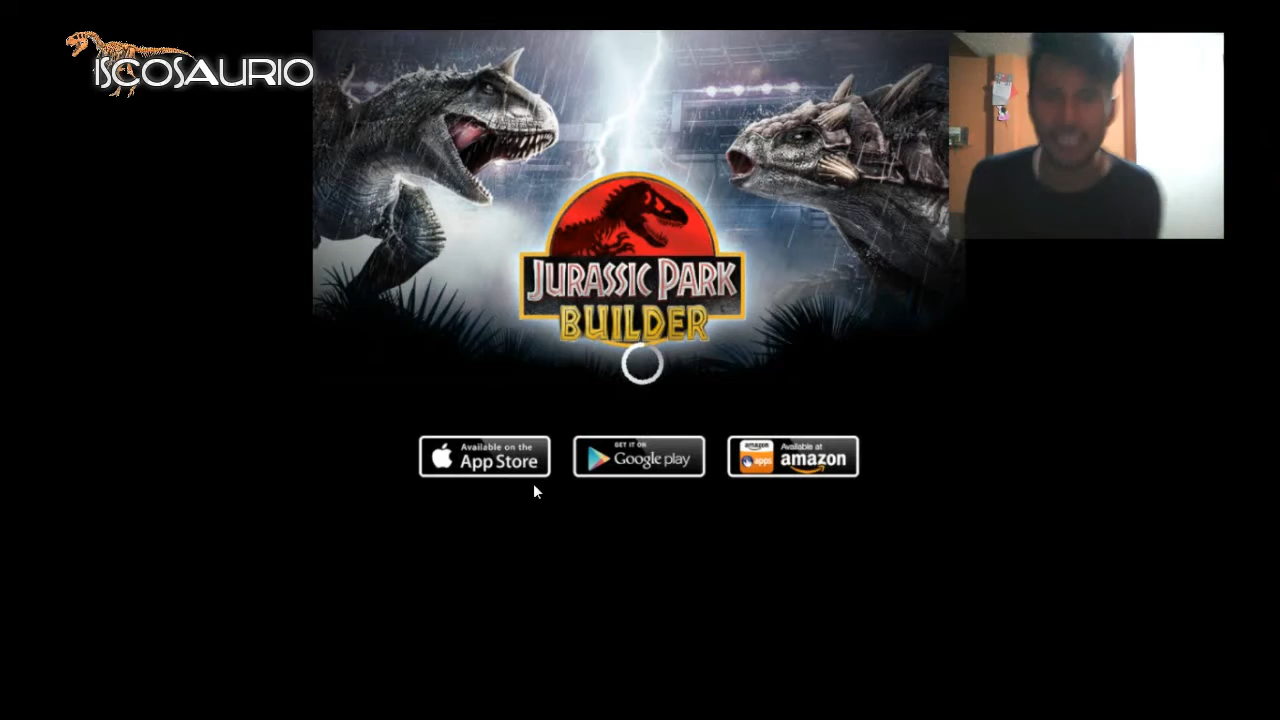 ISCOSAURIO
JURASSIC PARK
BUILDER
Available on the
App Store
GET IT ON
Google play
amazon
apps
Available at
amazon